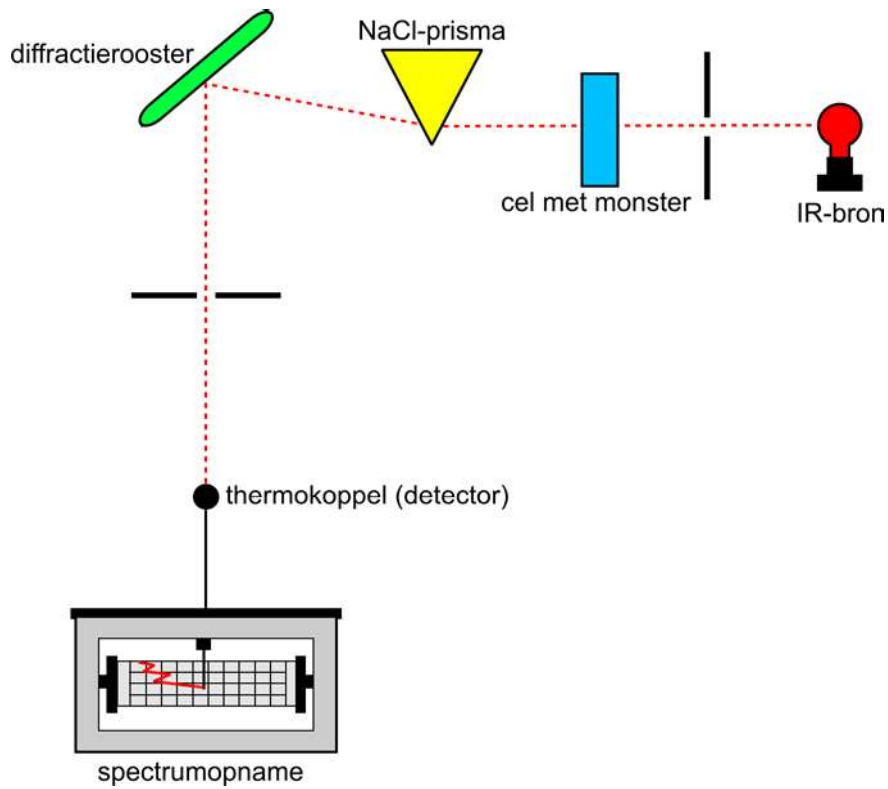 NaCl-prisma
diffractierooster
cel met monster
IR-bron
thermokoppel (detector)
spectrumopname